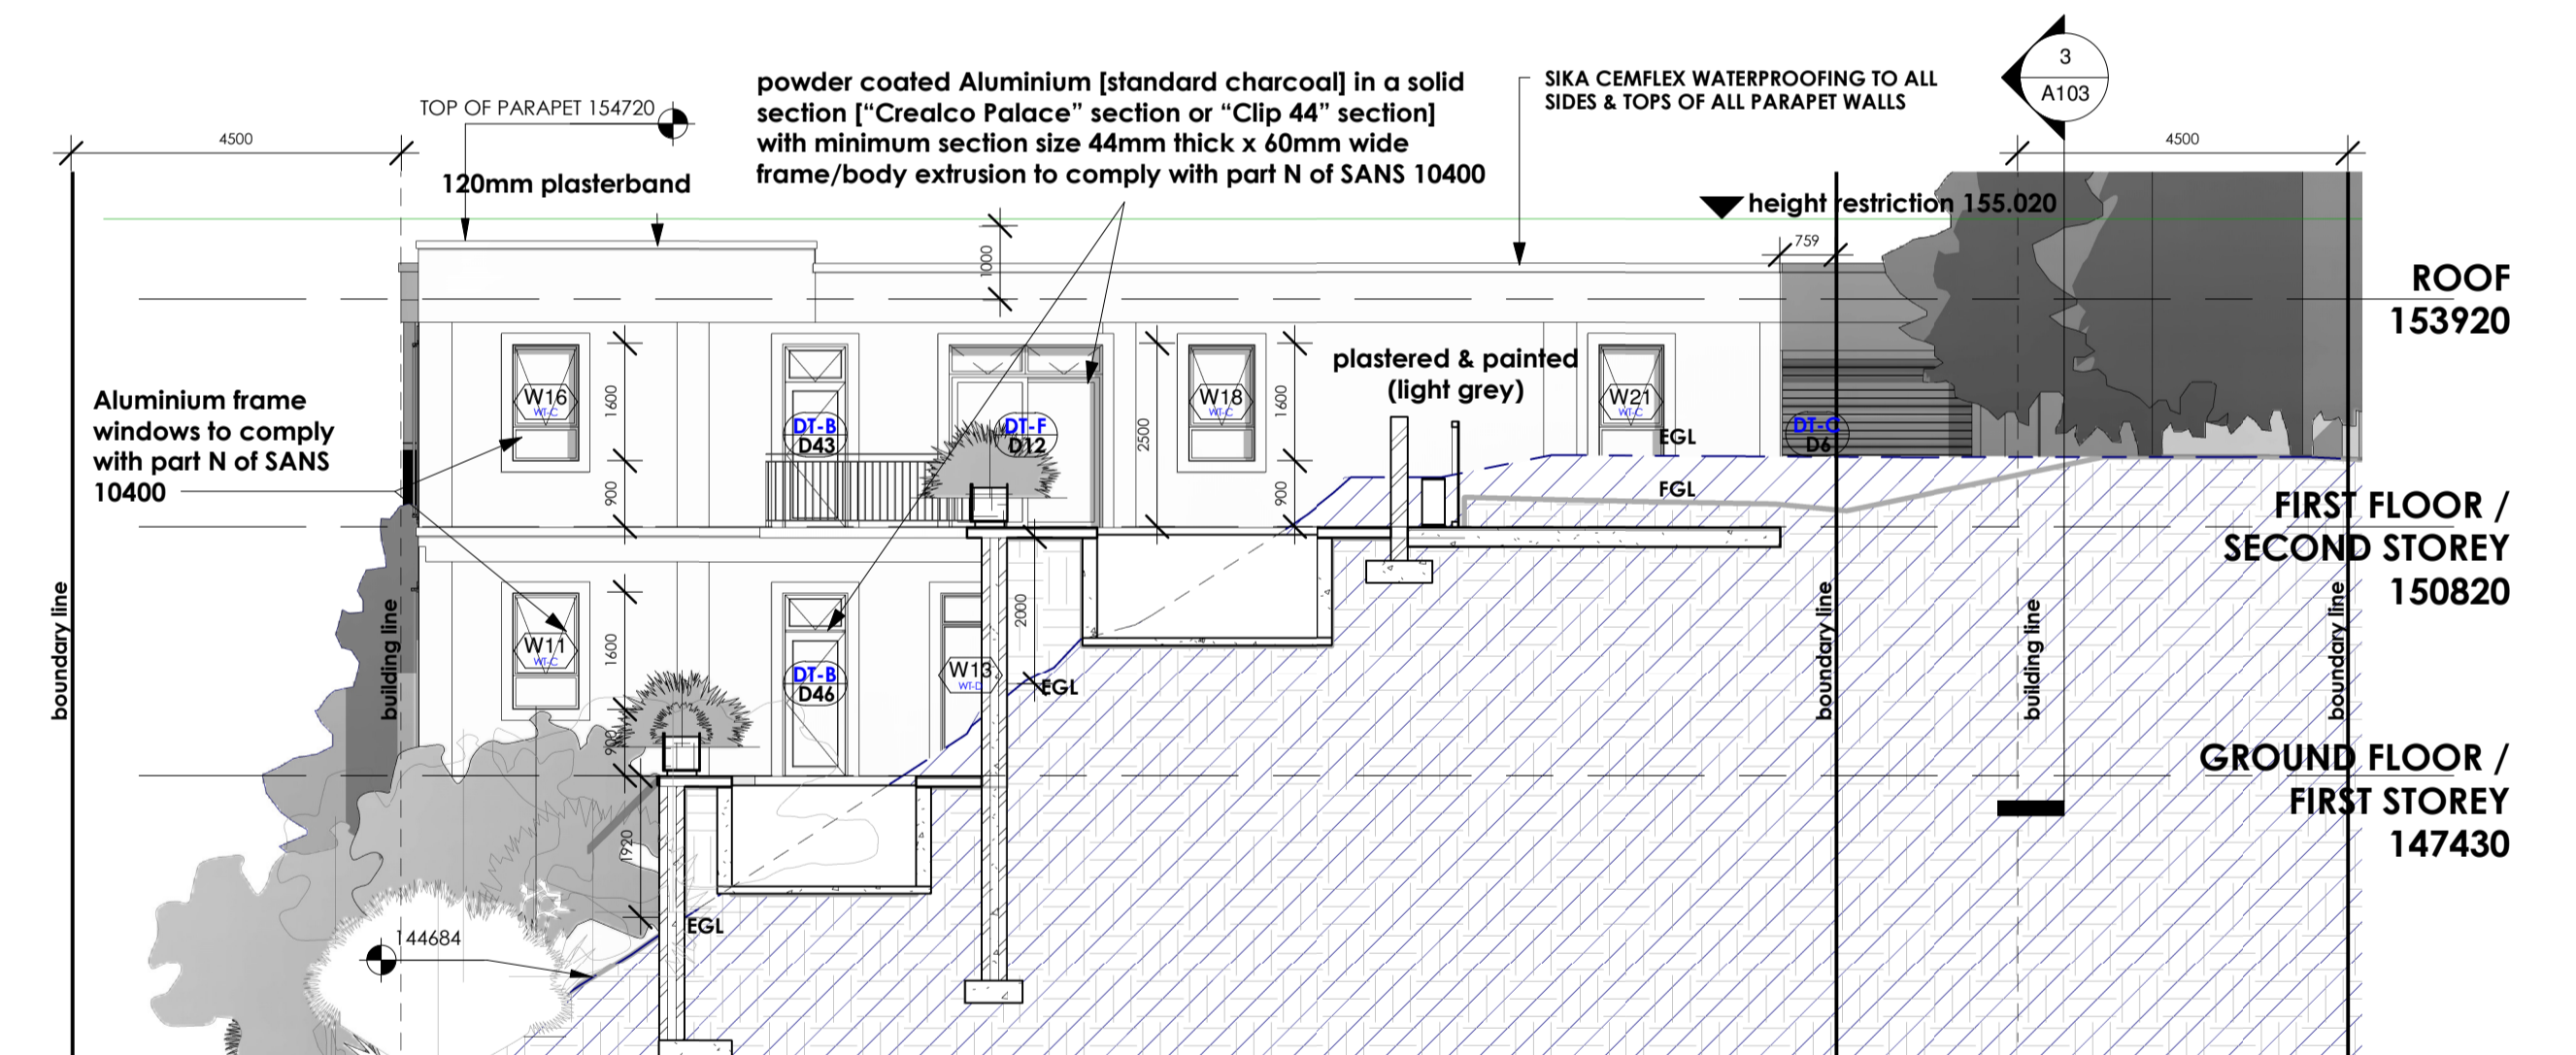 3
A103
powder coated Aluminium [standard charcoal] in a solid
section [“Crealco Palace” section or “Clip 44” section]
with minimum section size 44mm thick x 60mm wide
frame/body extrusion to comply with part N of SANS 10400
SIKA CEMFLEX WATERPROOFING TO ALL
SIDES & TOPS OF ALL PARAPET WALLS
TOP OF PARAPET 154720
4500
4500
120mm plasterband
height restriction 155.020
759
1000
ROOF
153920
plastered & painted
(light grey)
Aluminium frame
windows to comply
with part N of SANS
10400
W16
WT-C
1600
900
DT-B
D43
DT-F
D12
2500
W18
WT-C
1600
900
W21
WT-C
EGL
DT-C
D6
FGL
FIRST FLOOR /
SECOND STOREY
150820
boundary line
building line
W11
WT-C
1600
900
DT-B
D46
W13
WT-D
2000
EGL
boundary line
building line
boundary line
GROUND FLOOR /
FIRST STOREY
147430
1920
EGL
144684